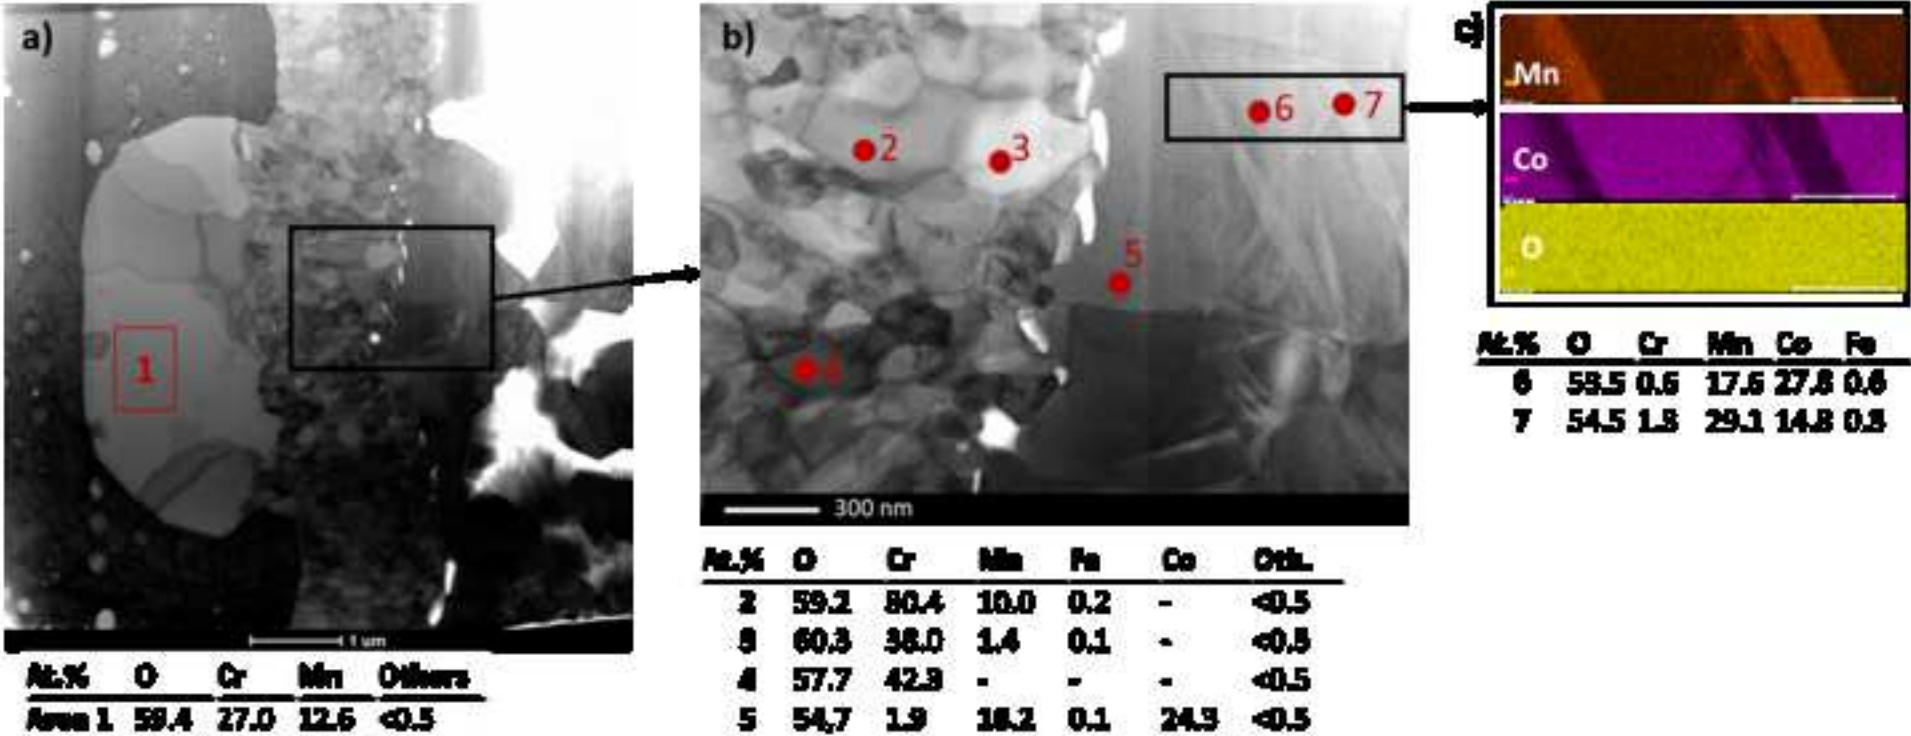 a)
1
1 um
At.% O Cr Mn Others
Area 1 59.4 27.0 12.6 <0.5
b)
2
3
4
5
6
7
300 nm
At.% O Cr Mn Fe Co Oth.
2 59.2 30.4 10.0 0.2 - <0.5
3 60.3 38.0 1.4 0.1 - <0.5
4 57.7 42.3 - - - <0.5
5 54,7 1.9 18.2 0.1 24.3 <0.5
c)
Mn
Co
O
At.% O Cr Mn Co Fe
6 53.5 0.6 17.6 27.8 0.6
7 54.5 1.3 29.1 14.8 0.3